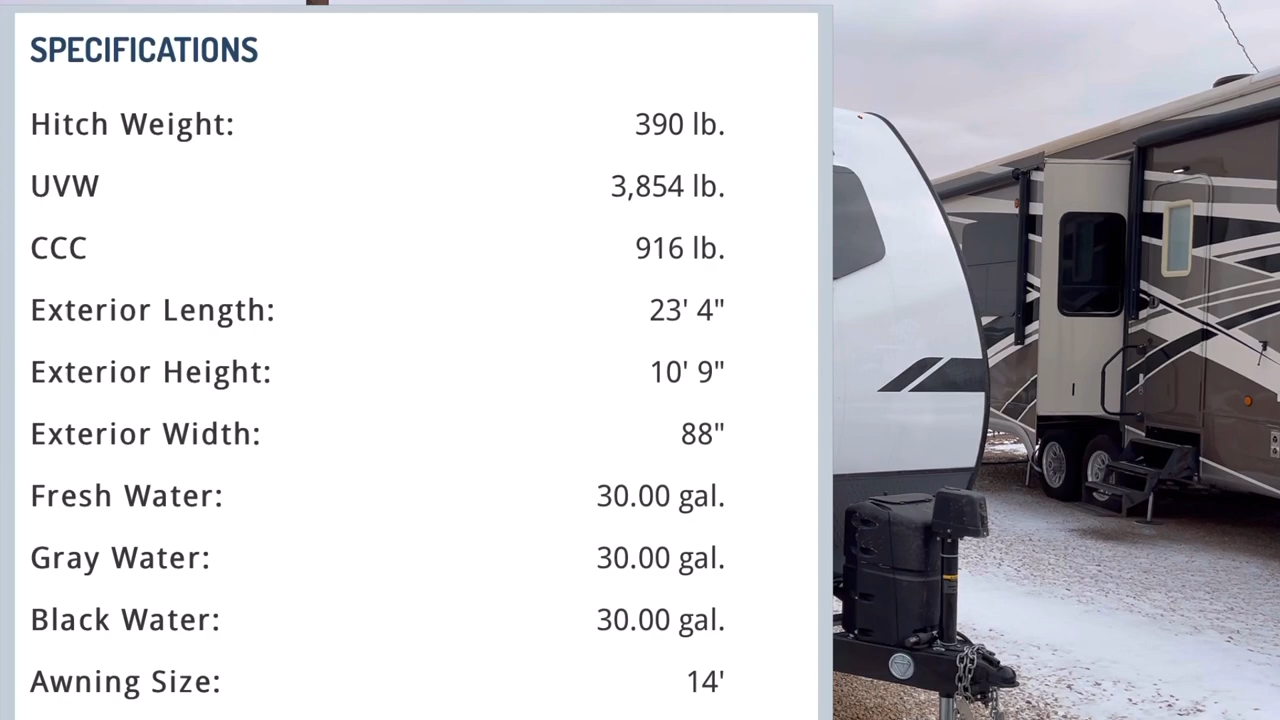 SPECIFICATIONS
Hitch Weight: 390 lb.
UVW 3,854 lb.
CCC 916 lb.
Exterior Length: 23' 4"
Exterior Height: 10' 9"
Exterior Width: 88"
Fresh Water: 30.00 gal.
Gray Water: 30.00 gal.
Black Water: 30.00 gal.
Awning Size: 14'